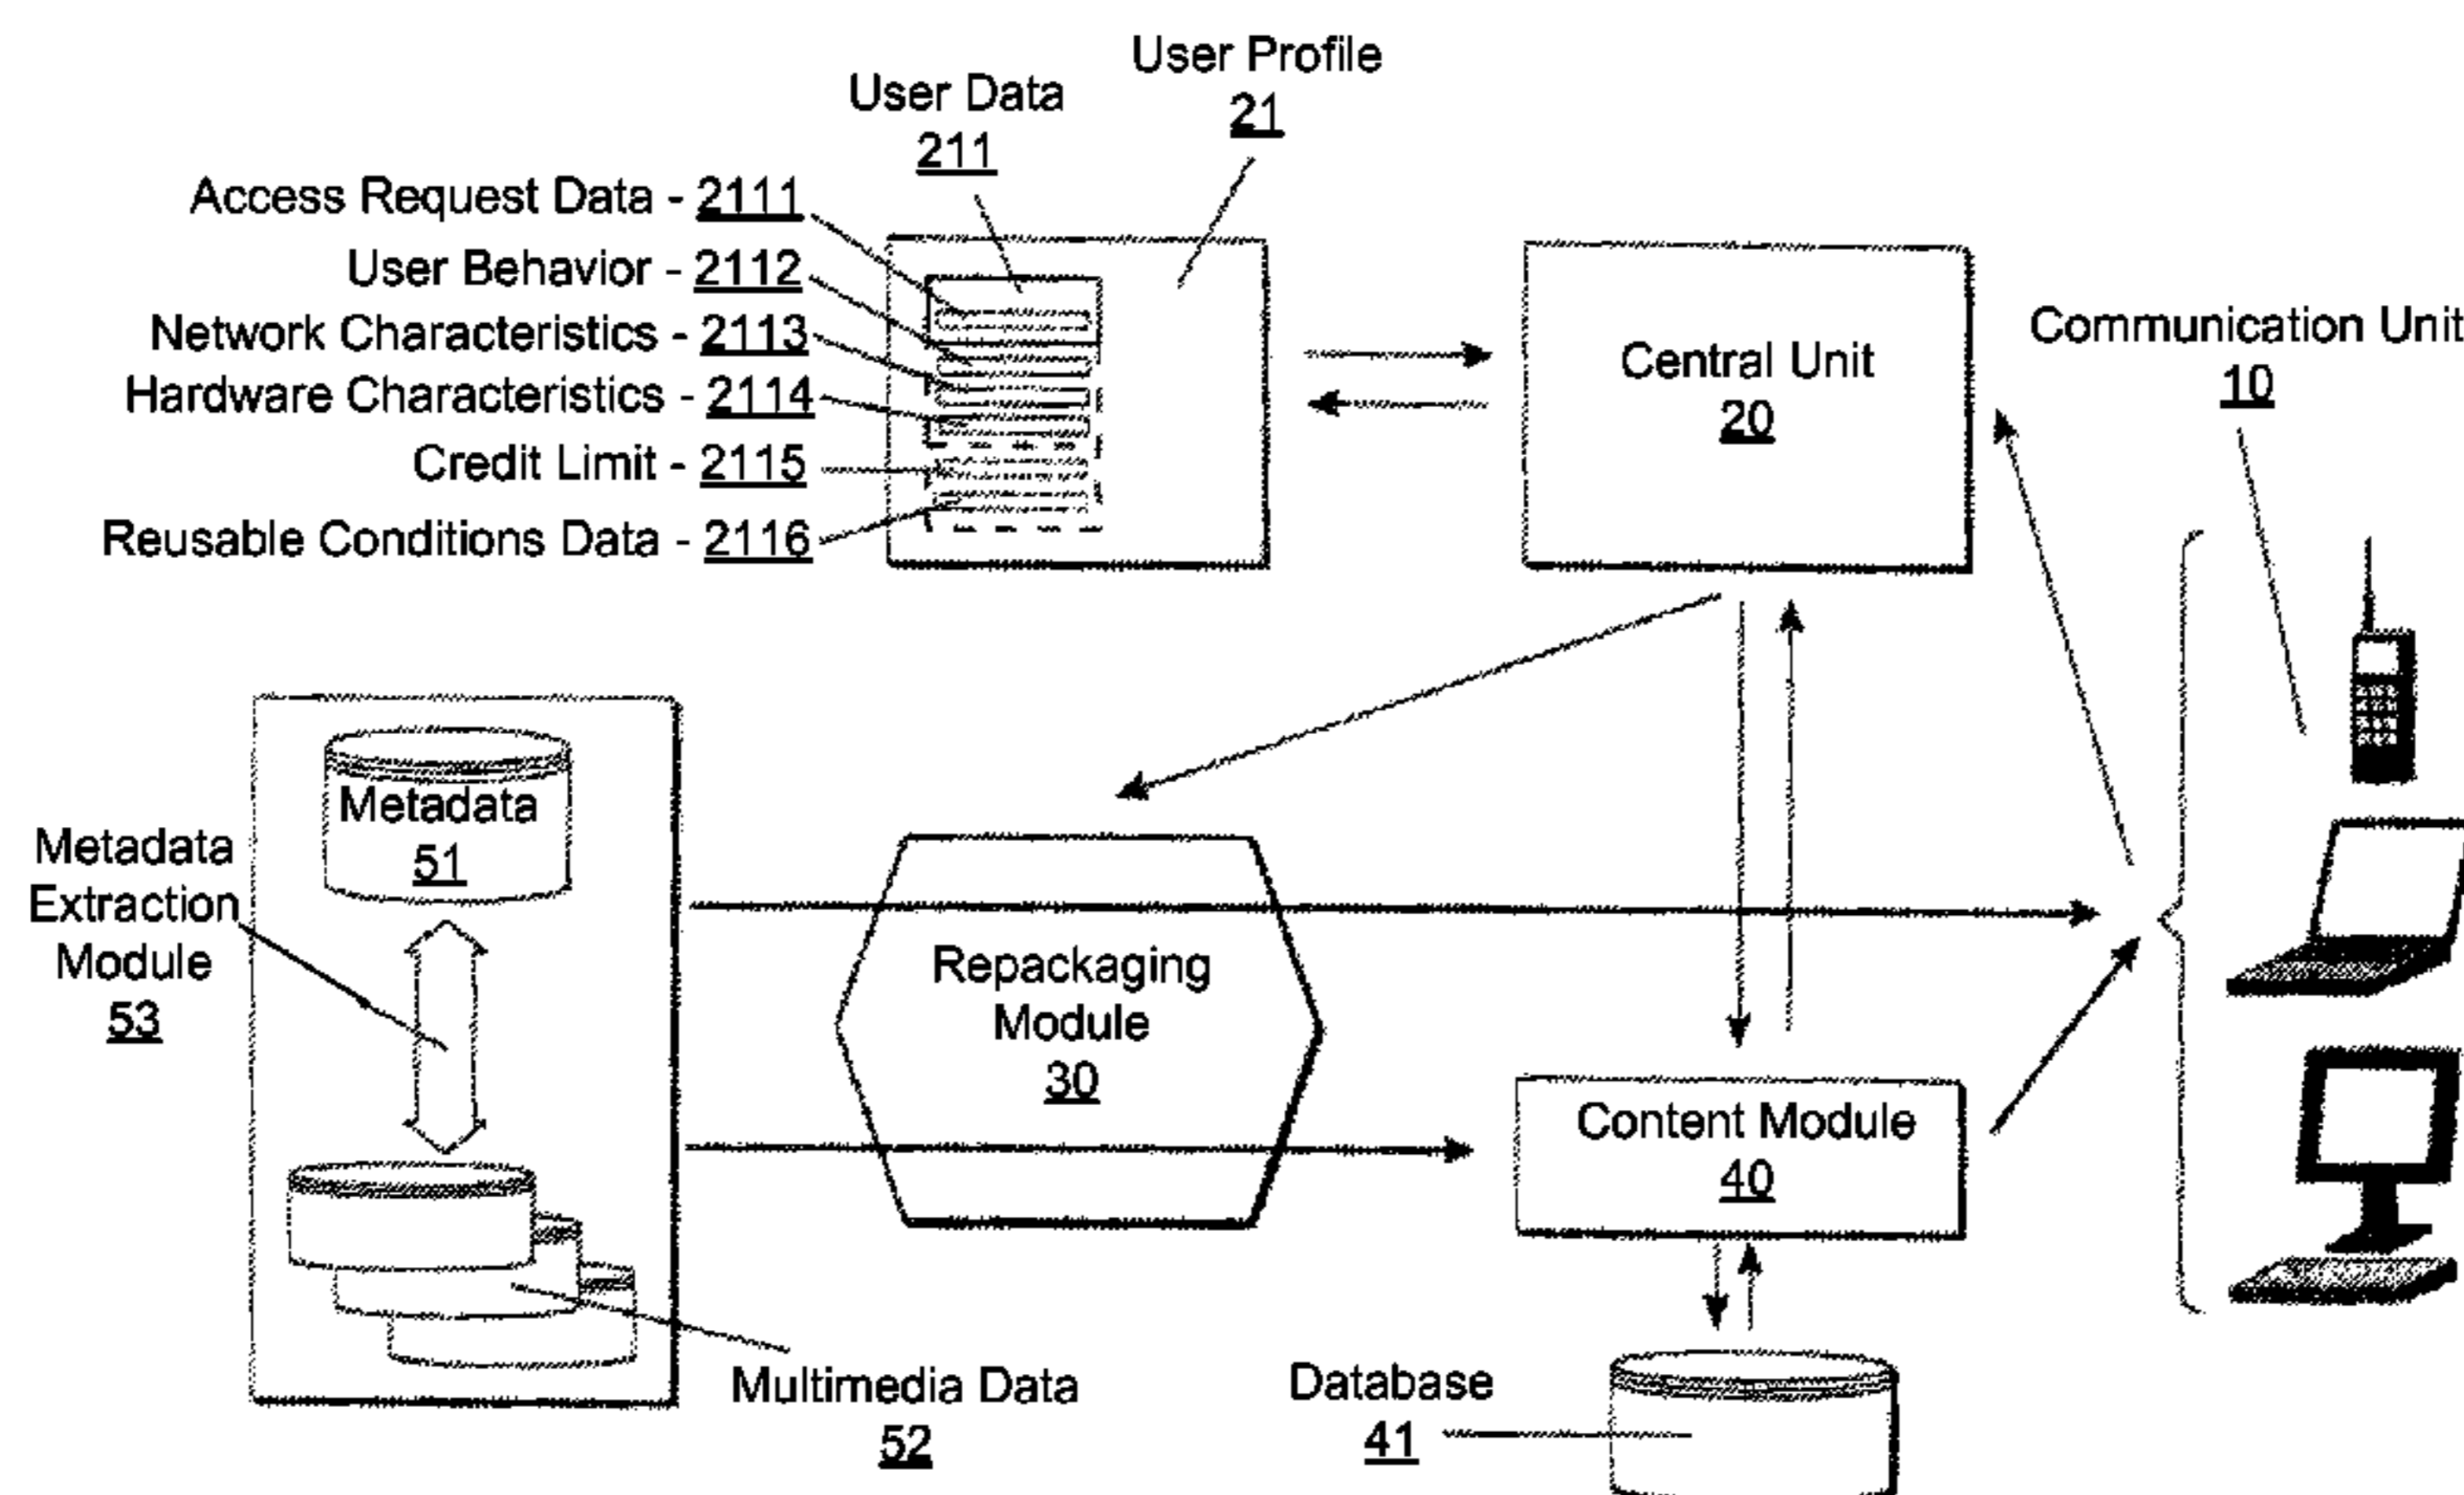 User Profile
21
User Data
211
Access Request Data - 2111
User Behavior - 2112
Network Characteristics - 2113
Hardware Characteristics - 2114
Credit Limit - 2115
Reusable Conditions Data - 2116
Central Unit
20
Communication Unit
10
Metadata
51
Metadata
Extraction
Module
53
Repackaging
Module
30
Content Module
40
Multimedia Data
52
Database
41